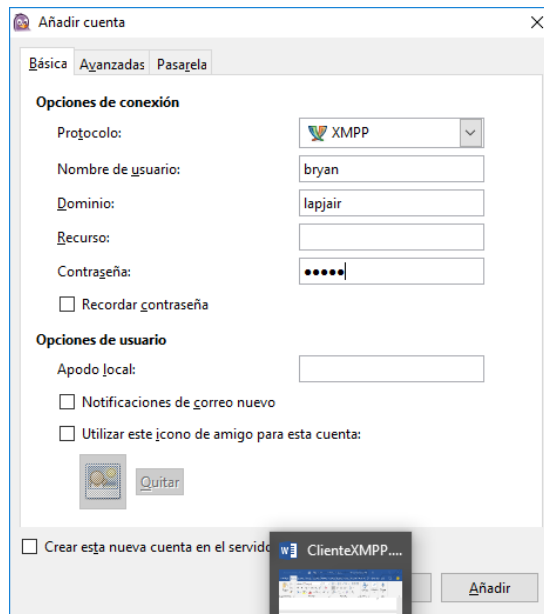 Añadir cuenta
Básica Avanzadas Pasarela
Opciones de conexión
Protocolo: XMPP
Nombre de usuario: bryan
Dominio: lapjair
Recurso:
Contraseña: •••••
Recordar contraseña
Opciones de usuario
Apodo local:
Notificaciones de correo nuevo
Utilizar este icono de amigo para esta cuenta:
Quitar
Crear esta nueva cuenta en el servido
ClienteXMPP....
Añadir